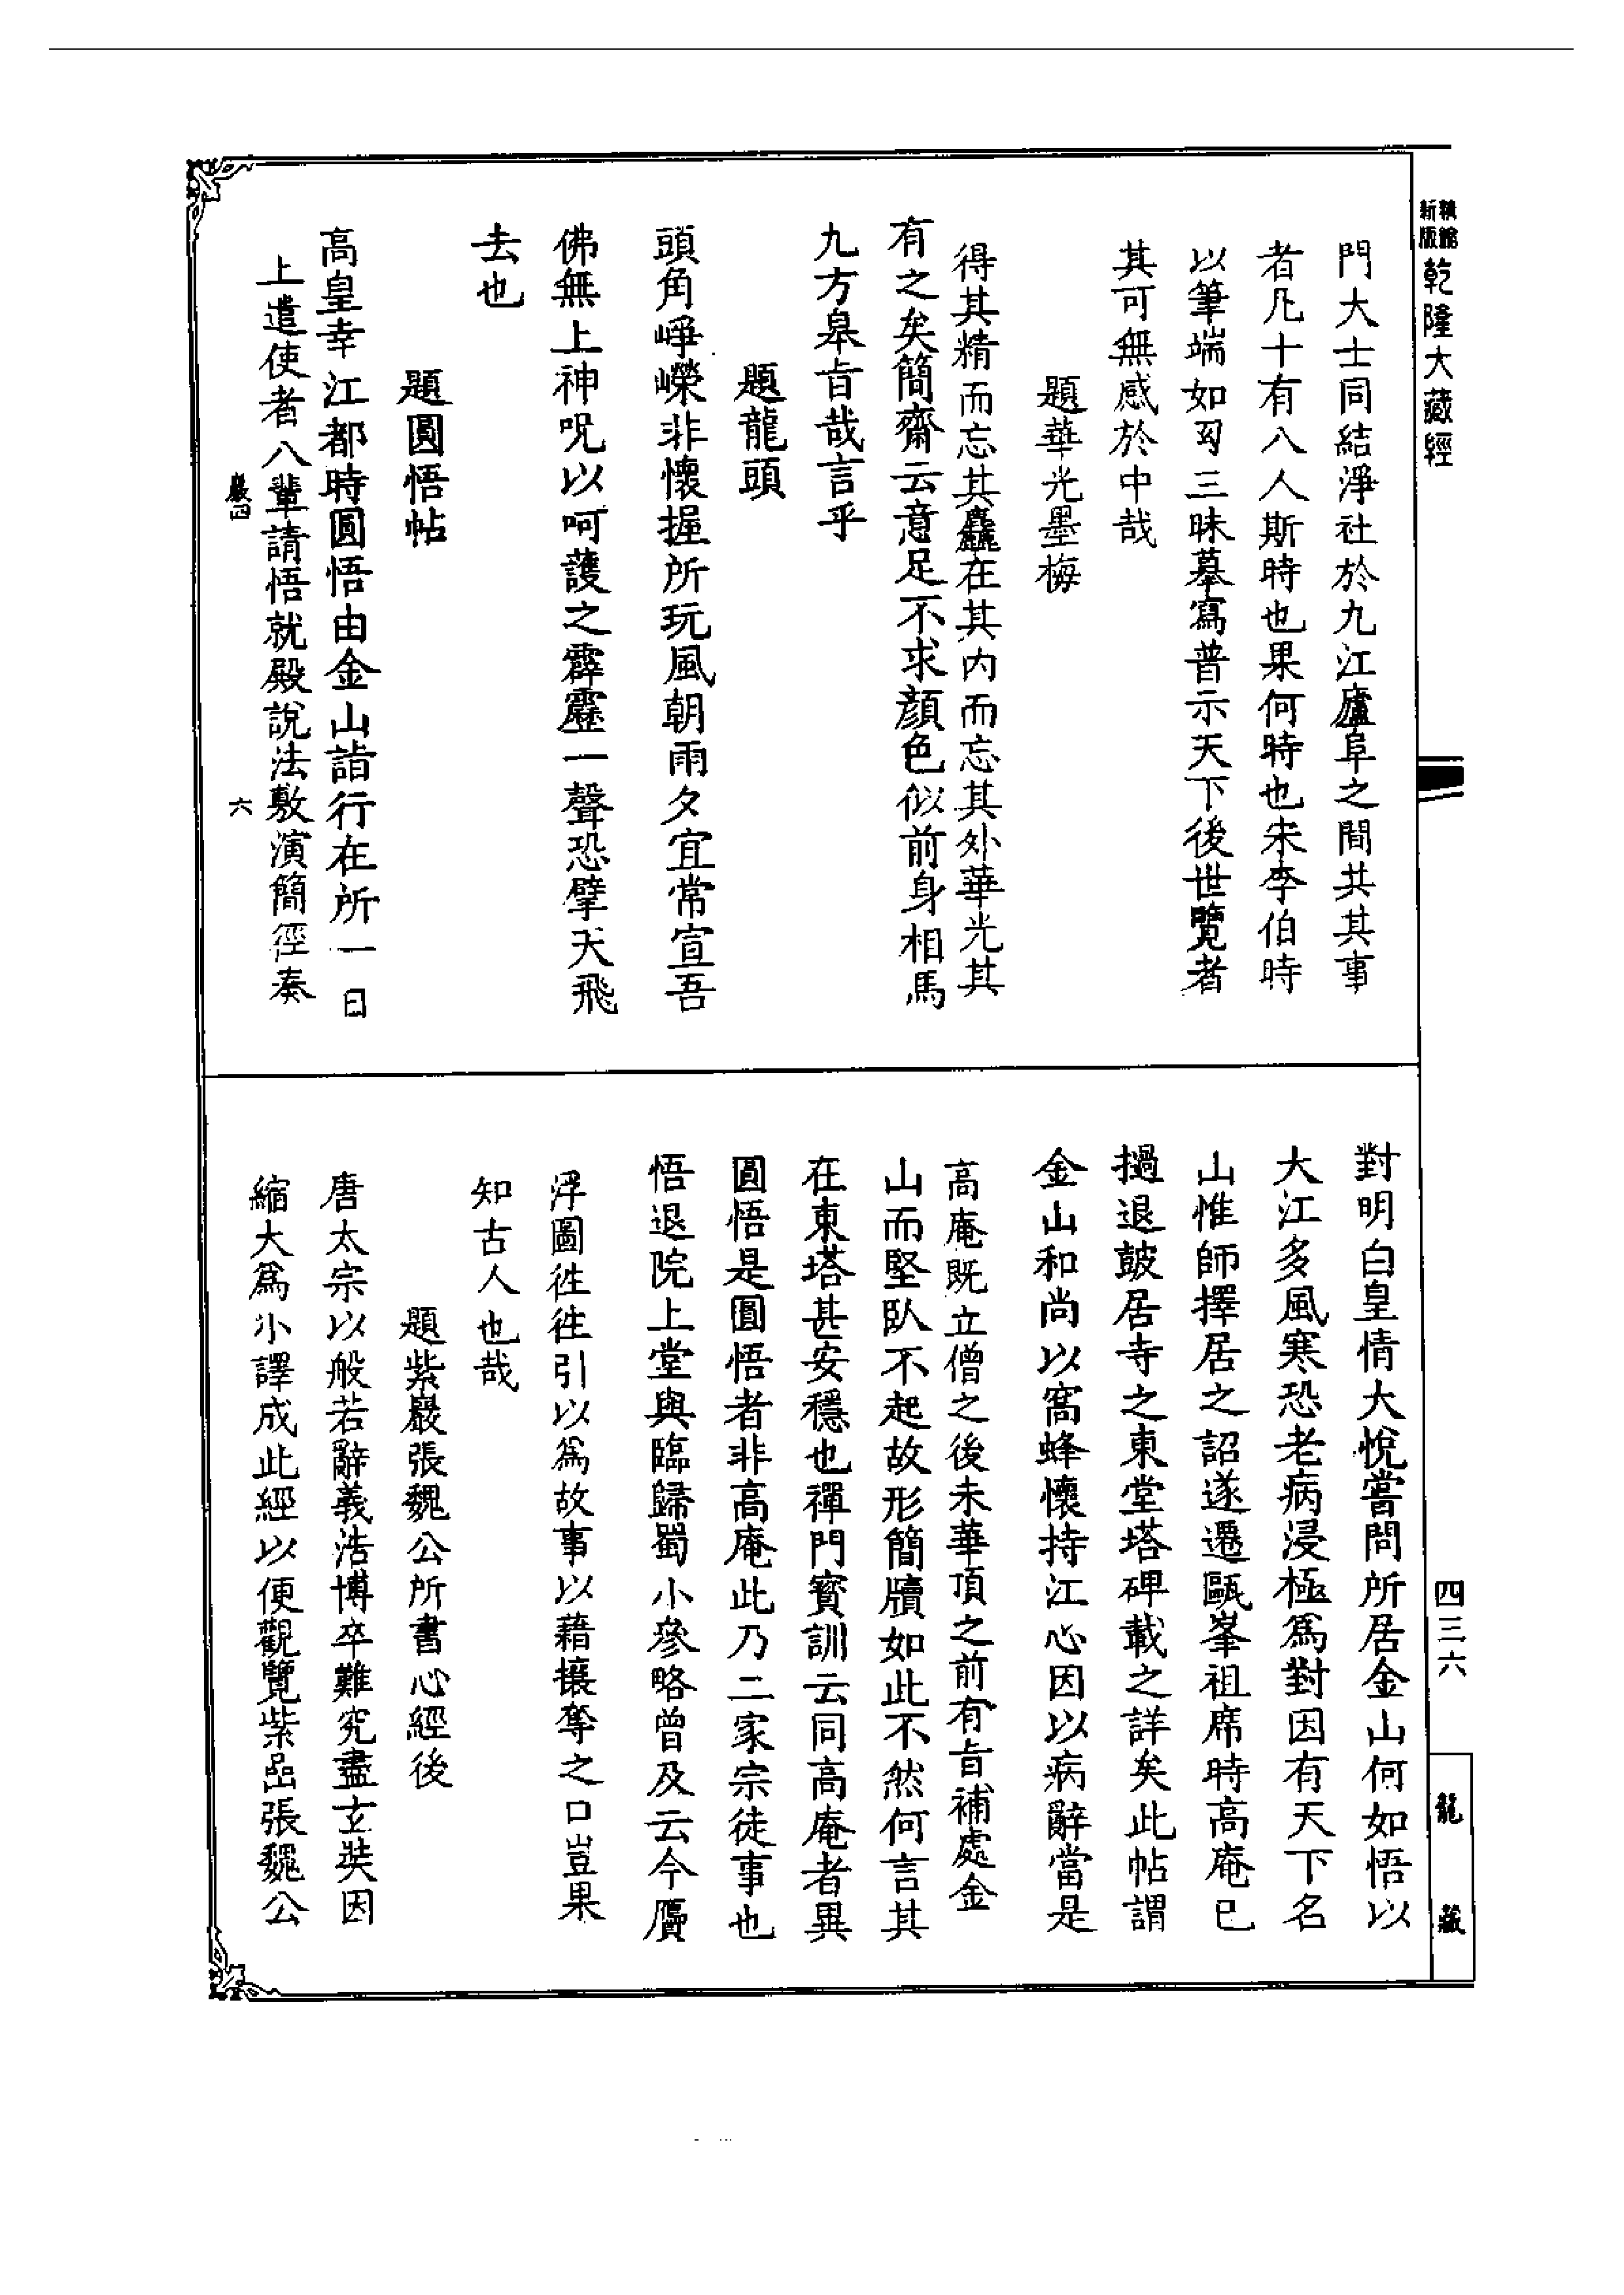 新版精縮乾隆大藏經
門大士同結淨社於九江廬阜之間共其事
者凡十有八人斯時也果何時也宋李伯時
以筆端如幻三昧摹寫普示天下後世覽者
其可無感於中哉
題華光墨梅
得其精而忘其麤在其內而忘其外華光其
有之矣簡齋云意足不求顏色似前身相馬
九方皋旨哉言乎
題龍頭
頭角崢嶸非懷握所玩風朝雨夕宜常宣吾
佛無上神呪以呵護之霹靂一聲恐擘天飛
去也
題圓悟帖
高皇幸江都時圓悟由金山詣行在所一日
上遣使者八輩請悟就殿說法敷演簡徑奏
巖四
六
對明白皇情大悅嘗問所居金山何如悟以
大江多風寒恐老病浸極爲對因有天下名
山惟師擇居之詔遂遷甌峯祖席時高庵已
撾退鼓居寺之東堂塔碑載之詳矣此帖謂
金山和尚以窩蜂懷持江心因以病辭當是
高庵既立僧之後未華頂之前有旨補處金
山而堅臥不起故形簡牘如此不然何言其
在東塔甚安穩也禪門寶訓云同高庵者異
圓悟是圓悟者非高庵此乃二家宗徒事也
悟退院上堂與臨歸蜀小參略曾及云今贗
浮圖徃徃引以爲故事以藉攘奪之口豈果
知古人也哉
題紫巖張魏公所書心經後
唐太宗以般若辭義浩博卒難究盡玄奘因
縮大爲小譯成此經以便觀覽紫嵒張魏公
四三六
龍藏